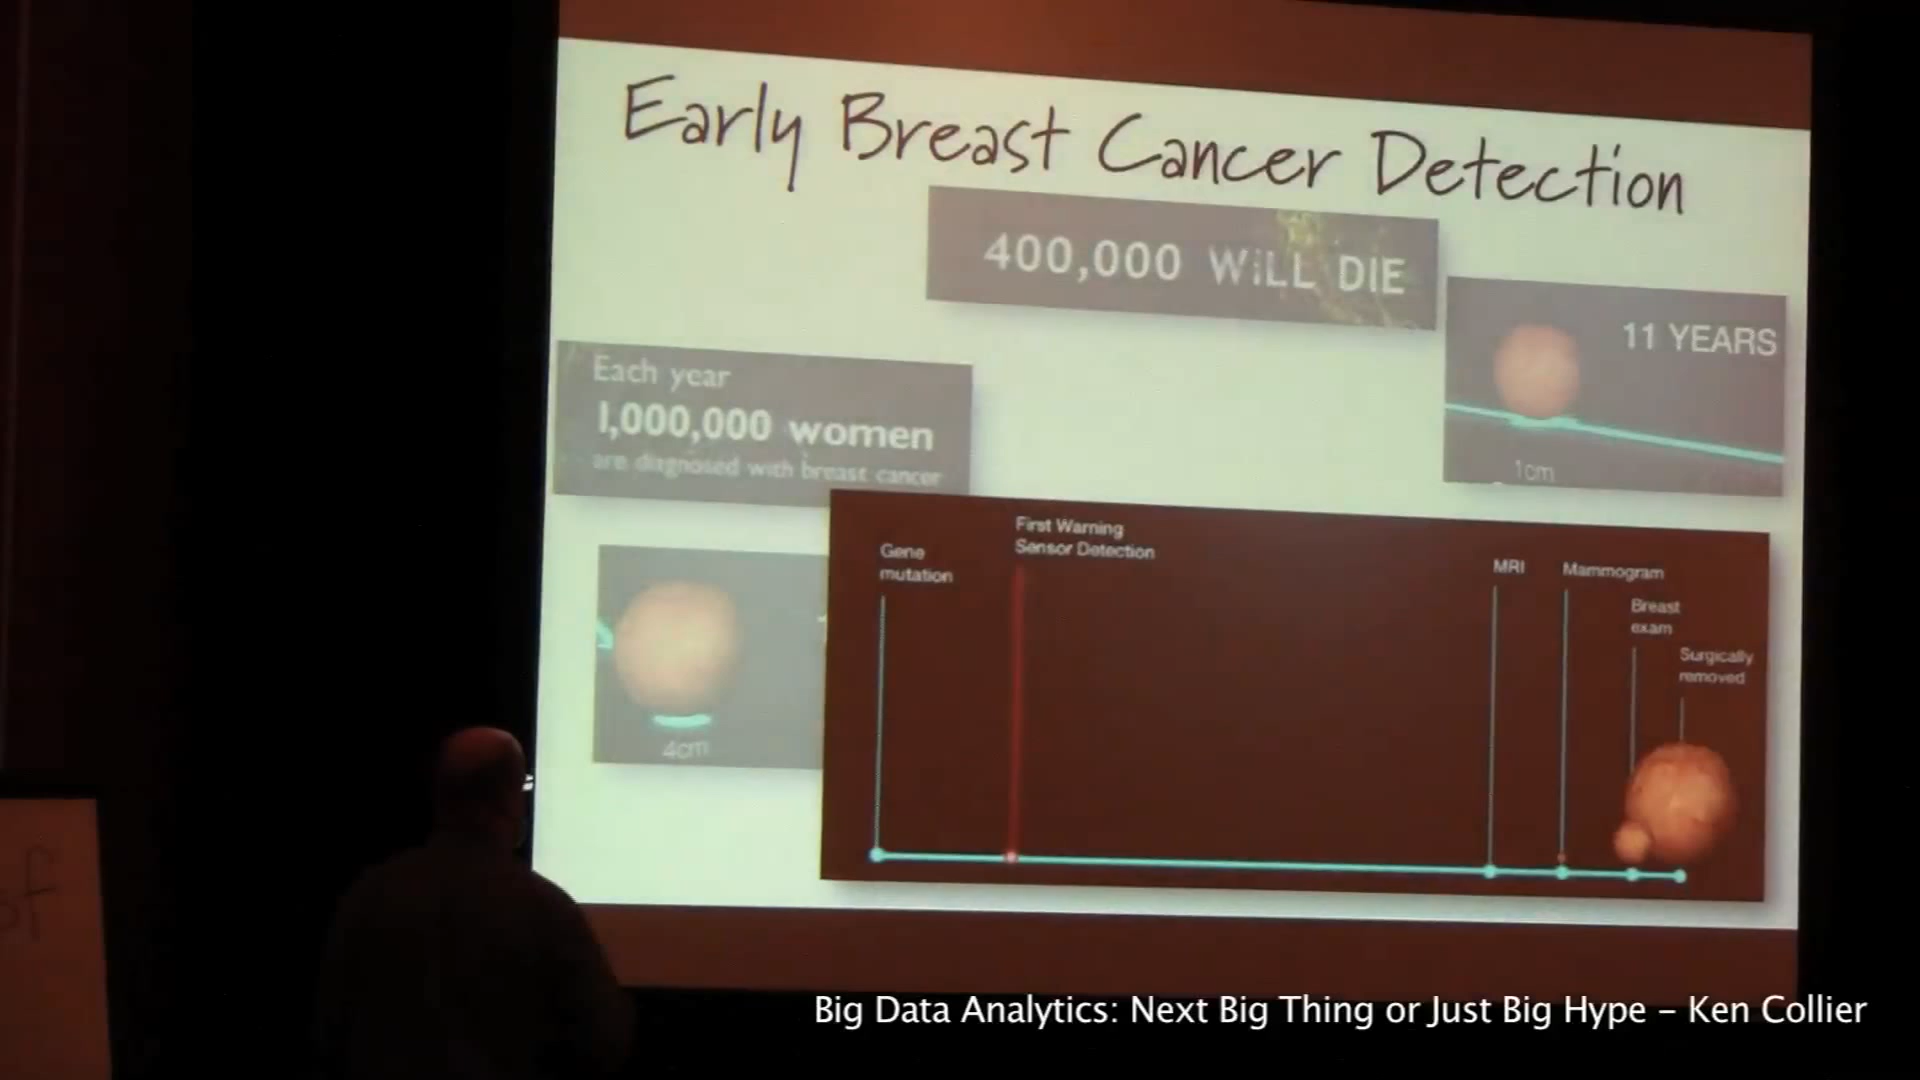 Early Breast Cancer Detection
400,000 WiLL DIE
11 YEARS
1cm
Each year
1,000,000 women
are diagnosed with breast cancer
4cm
Gene
mutation
First Warning
Sensor Detection
MRI
Mammogram
Breast
exam
Surgically
removed
of
Big Data Analytics: Next Big Thing or Just Big Hype – Ken Collier